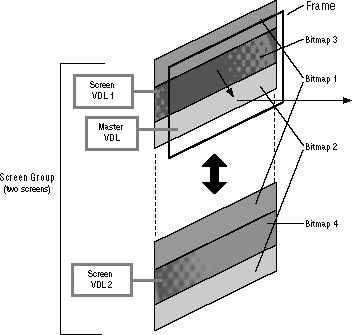 Frame
Bitmap 3
Bitmap 1
Screen
VDL 1
Master
VDL
Bitmap 2
Screen Group
(two screens)
Bitmap 4
Screen
VDL 2